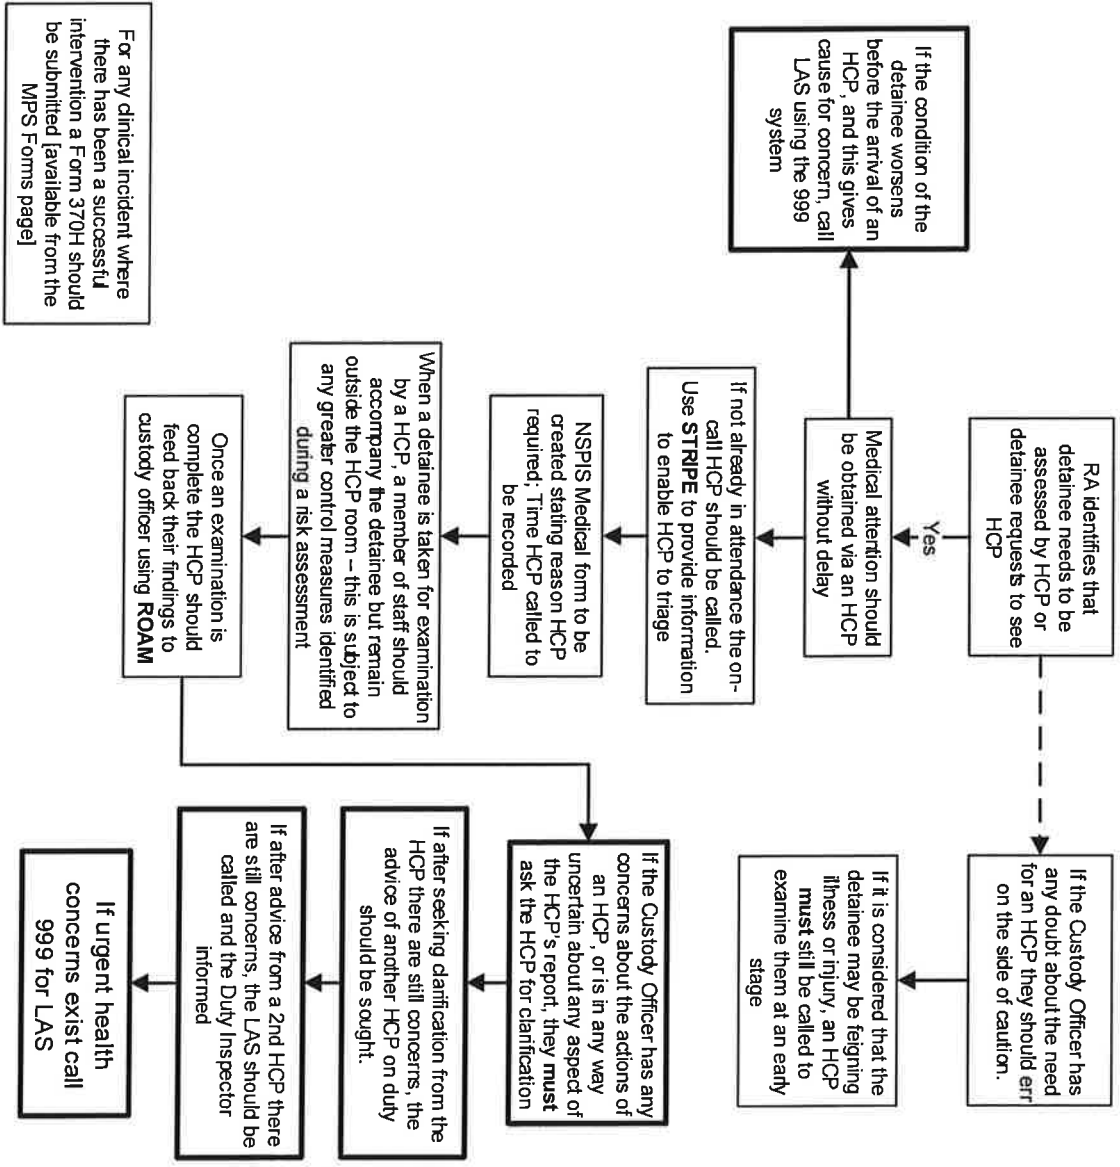 RA identifies that
detainee needs to be
assessed by HCP or
detainee requests to see
HCP
Yes
If the Custody Officer has
any doubt about the need
for an HCP they should err
on the side of caution.
If the condition of the
detainee worsens
before the arrival of an
HCP, and this gives
cause for concern, call
LAS using the 999
system
Medical attention should
be obtained via an HCP
without delay
If it is considered that the
detainee may be feigning
illness or injury, an HCP
must still be called to
examine them at an early
stage
If not already in attendance the on-
call HCP should be called.
Use STRIPE to provide information
to enable HCP to triage
NSPIS Medical form to be
created stating reason HCP
required; Time HCP called to
be recorded
When a detainee is taken for examination
by a HCP, a member of staff should
accompany the detainee but remain
outside the HCP room – this is subject to
any greater control measures identified
during a risk assessment
Once an examination is
complete the HCP should
feed back their findings to
custody officer using ROAM
If the Custody Officer has any
concerns about the actions of
an HCP, or is in any way
uncertain about any aspect of
the HCP's report, they must
ask the HCP for clarification
If after seeking clarification from the
HCP there are still concerns, the
advice of another HCP on duty
should be sought.
If after advice from a 2nd HCP there
are still concerns, the LAS should be
called and the Duty Inspector
informed
If urgent health
concerns exist call
999 for LAS
For any clinical incident where
there has been a successful
intervention a Form 370H should
be submitted [available from the
MPS Forms page]